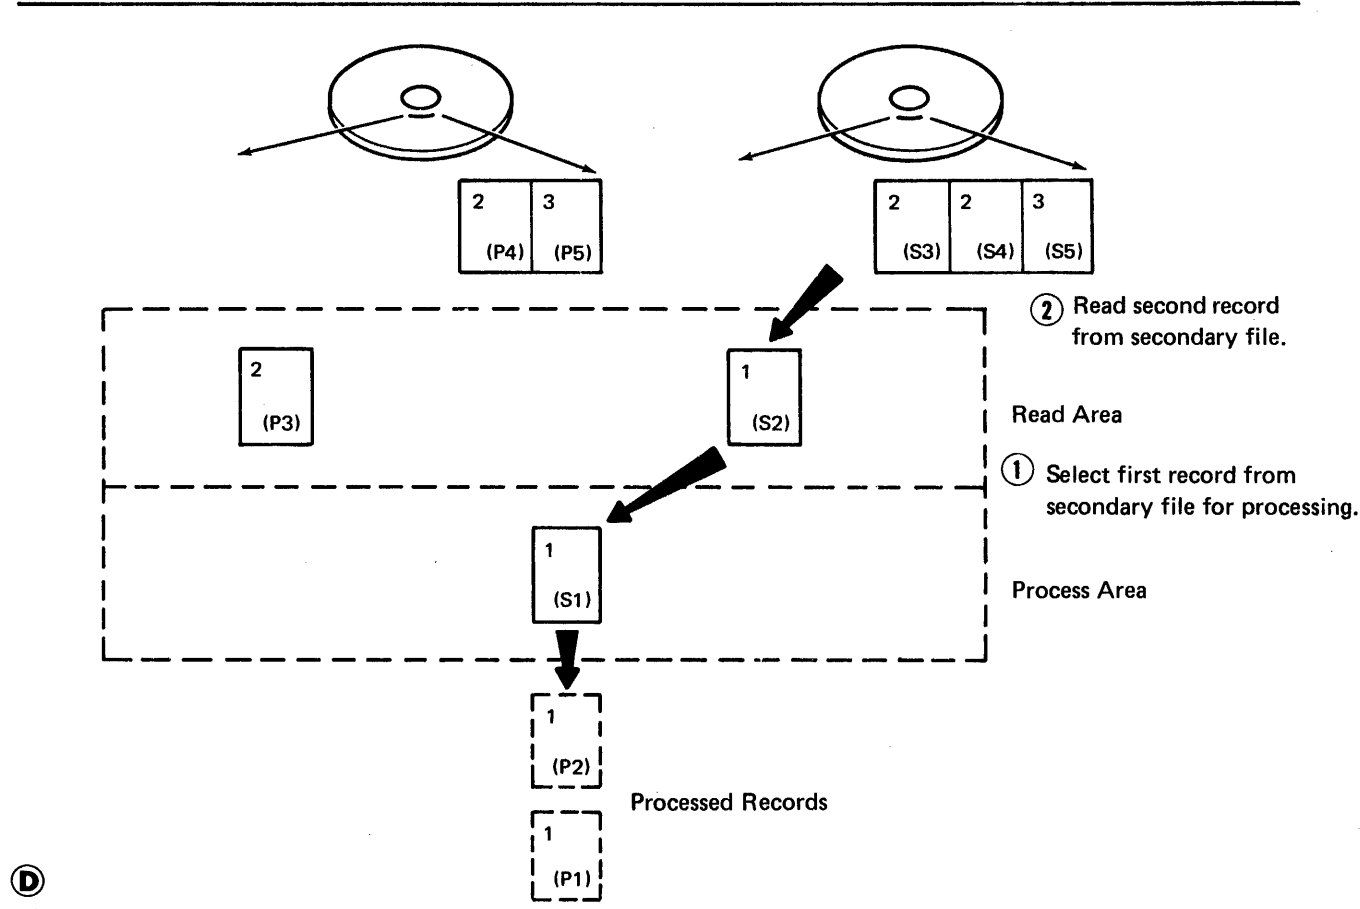 2
(P4)
3
(P5)
2
(S3)
2
(S4)
3
(S5)
2 Read second record
from secondary file.
2
(P3)
1
(S2)
Read Area
1 Select first record from
secondary file for processing.
1
(S1)
Process Area
1
(P2)
Processed Records
1
(P1)
D